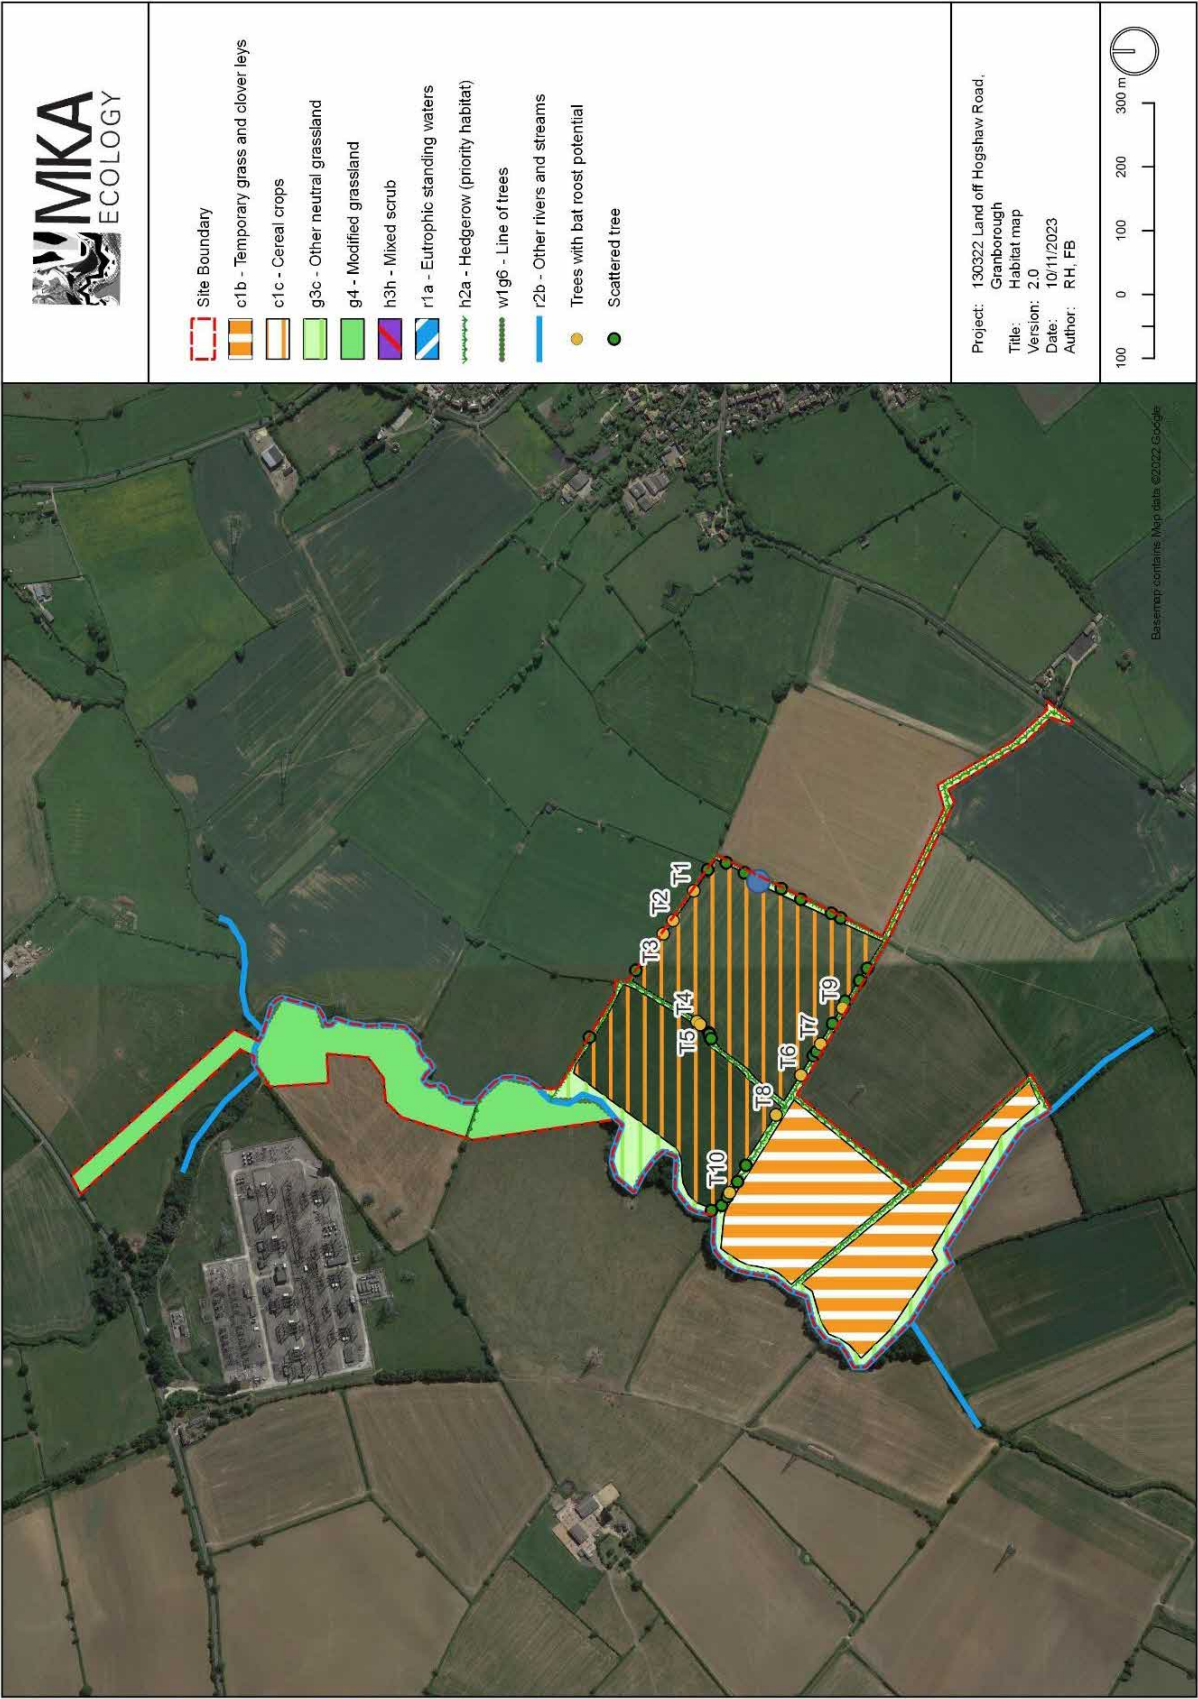 MKA
ECOLOGY
Site Boundary
c1b - Temporary grass and clover leys
c1c - Cereal crops
g3c - Other neutral grassland
g4 - Modified grassland
h3h - Mixed scrub
r1a - Eutrophic standing waters
h2a - Hedgerow (priority habitat)
w1g6 - Line of trees
r2b - Other rivers and streams
Trees with bat roost potential
Scattered tree
Project: 130322 Land off Hogshaw Road,
Granborough
Title: Habitat map
Version: 2.0
Date: 10/11/2023
Author: RH, FB
100 0 100 200 300 m
T1
T2
T3
T4
T5
T6
T7
T8
T9
T10
Basemap contains Map data ©2022 Google